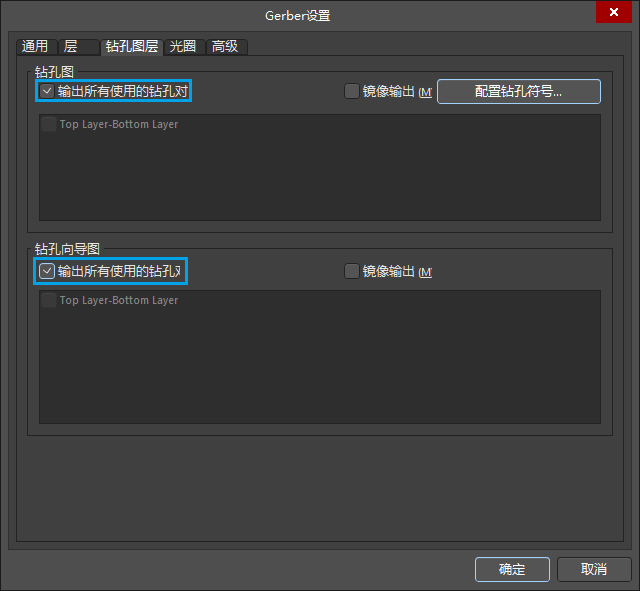 Gerber设置
通用 层 钻孔图层 光圈 高级
钻孔图
输出所有使用的钻孔对 镜像输出 (M 配置钻孔符号...
Top Layer-Bottom Layer
钻孔向导图
输出所有使用的钻孔 镜像输出 (M
Top Layer-Bottom Layer
确定 取消